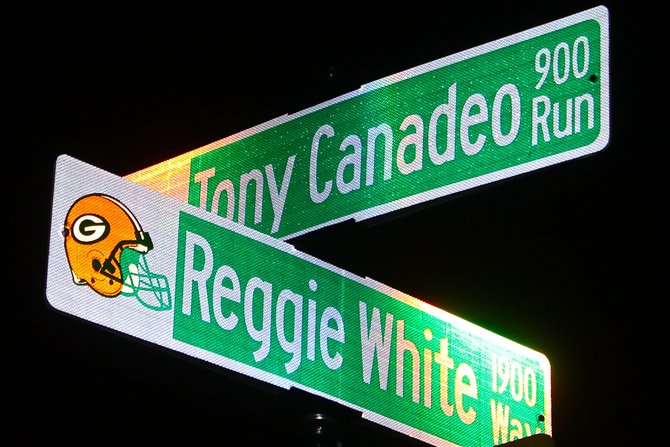 Tony Canadeo 900 Run
G
Reggie White 1900 Way